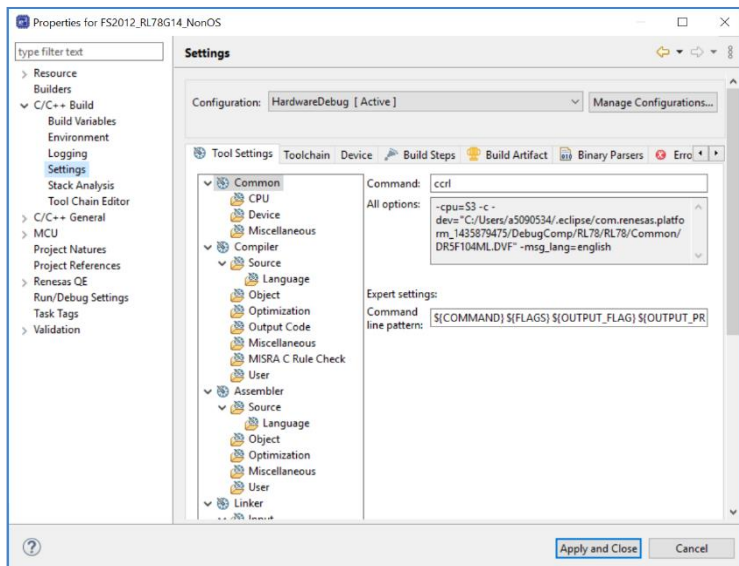 Properties for FS2012_RL78G14_NonOS
type filter text
Resource
Builders
C/C++ Build
Build Variables
Environment
Logging
Settings
Stack Analysis
Tool Chain Editor
C/C++ General
MCU
Project Natures
Project References
Renesas QE
Run/Debug Settings
Task Tags
Validation
Settings
Configuration: HardwareDebug [ Active ]
Manage Configurations...
Tool Settings Toolchain Device Build Steps Build Artifact Binary Parsers Erro
Common
CPU
Device
Miscellaneous
Compiler
Source
Language
Object
Optimization
Output Code
Miscellaneous
MISRA C Rule Check
User
Assembler
Source
Language
Object
Optimization
Miscellaneous
User
Linker
Input
Command: ccrl
All options:
-cpu=S3 -c -
dev="C:/Users/a5090534/.eclipse/com.renesas.platfo
rm_1435879475/DebugComp/RL78/RL78/Common/
DR5F104ML.DVF" -msg_lang=english
Expert settings:
Command
line pattern:
${COMMAND} ${FLAGS} ${OUTPUT_FLAG} ${OUTPUT_PR
Apply and Close
Cancel